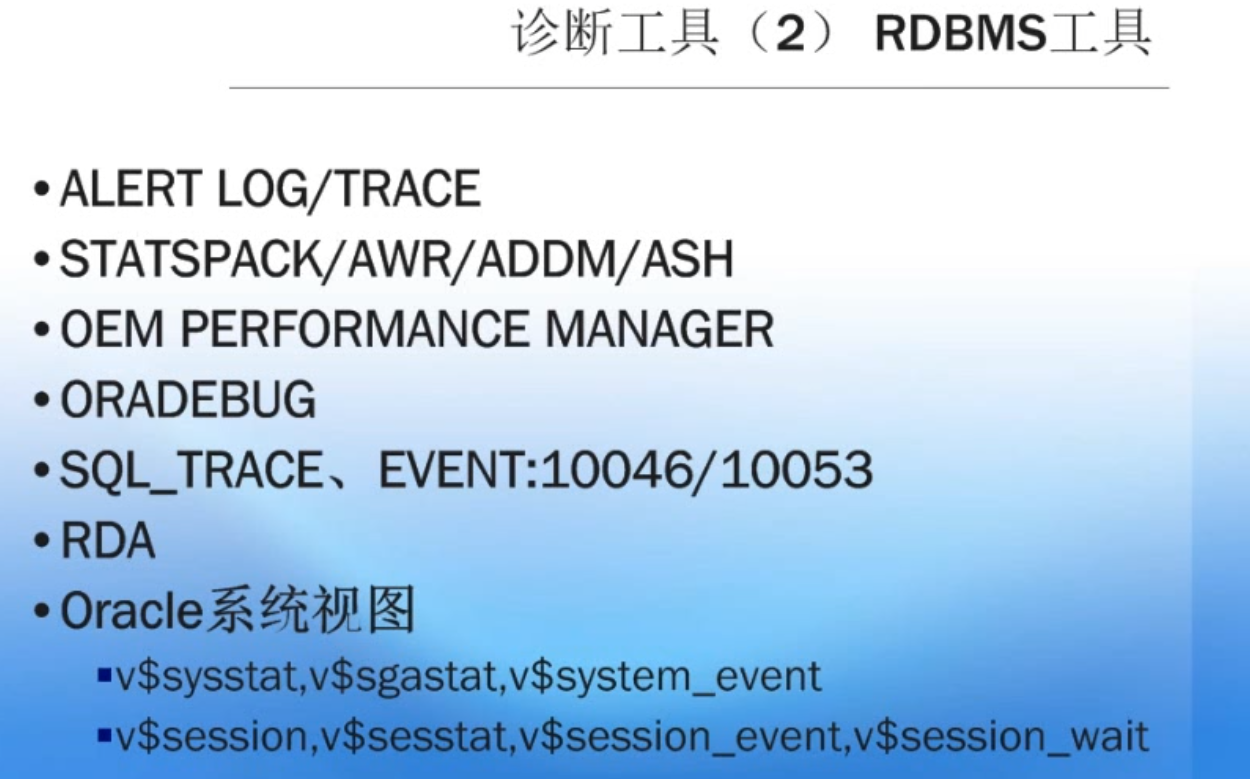 诊断工具（2） RDBMS工具
•ALERT LOG/TRACE
•STATSPACK/AWR/ADDM/ASH
•OEM PERFORMANCE MANAGER
•ORADEBUG
•SQL_TRACE、EVENT:10046/10053
•RDA
•Oracle系统视图
▪v$sysstat,v$sgastat,v$system_event
▪v$session,v$sesstat,v$session_event,v$session_wait